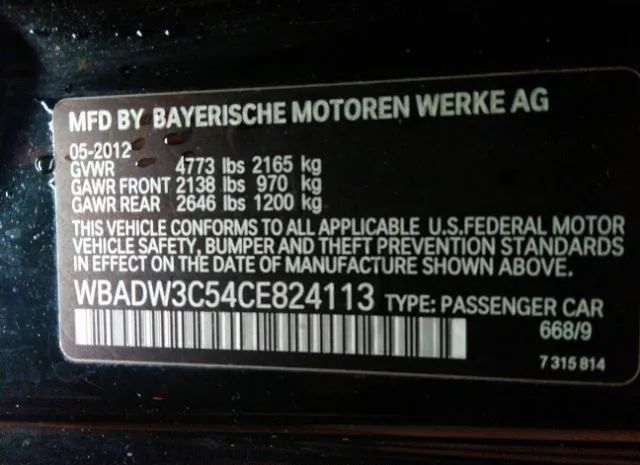 MFD BY BAYERISCHE MOTOREN WERKE AG
05-2012
GVWR 4773 lbs 2165 kg
GAWR FRONT 2138 lbs 970 kg
GAWR REAR 2646 lbs 1200 kg
THIS VEHICLE CONFORMS TO ALL APPLICABLE U.S.FEDERAL MOTOR
VEHICLE SAFETY, BUMPER AND THEFT PREVENTION STANDARDS
IN EFFECT ON THE DATE OF MANUFACTURE SHOWN ABOVE.
WBADW3C54CE824113 TYPE: PASSENGER CAR
668/9
7 315 814